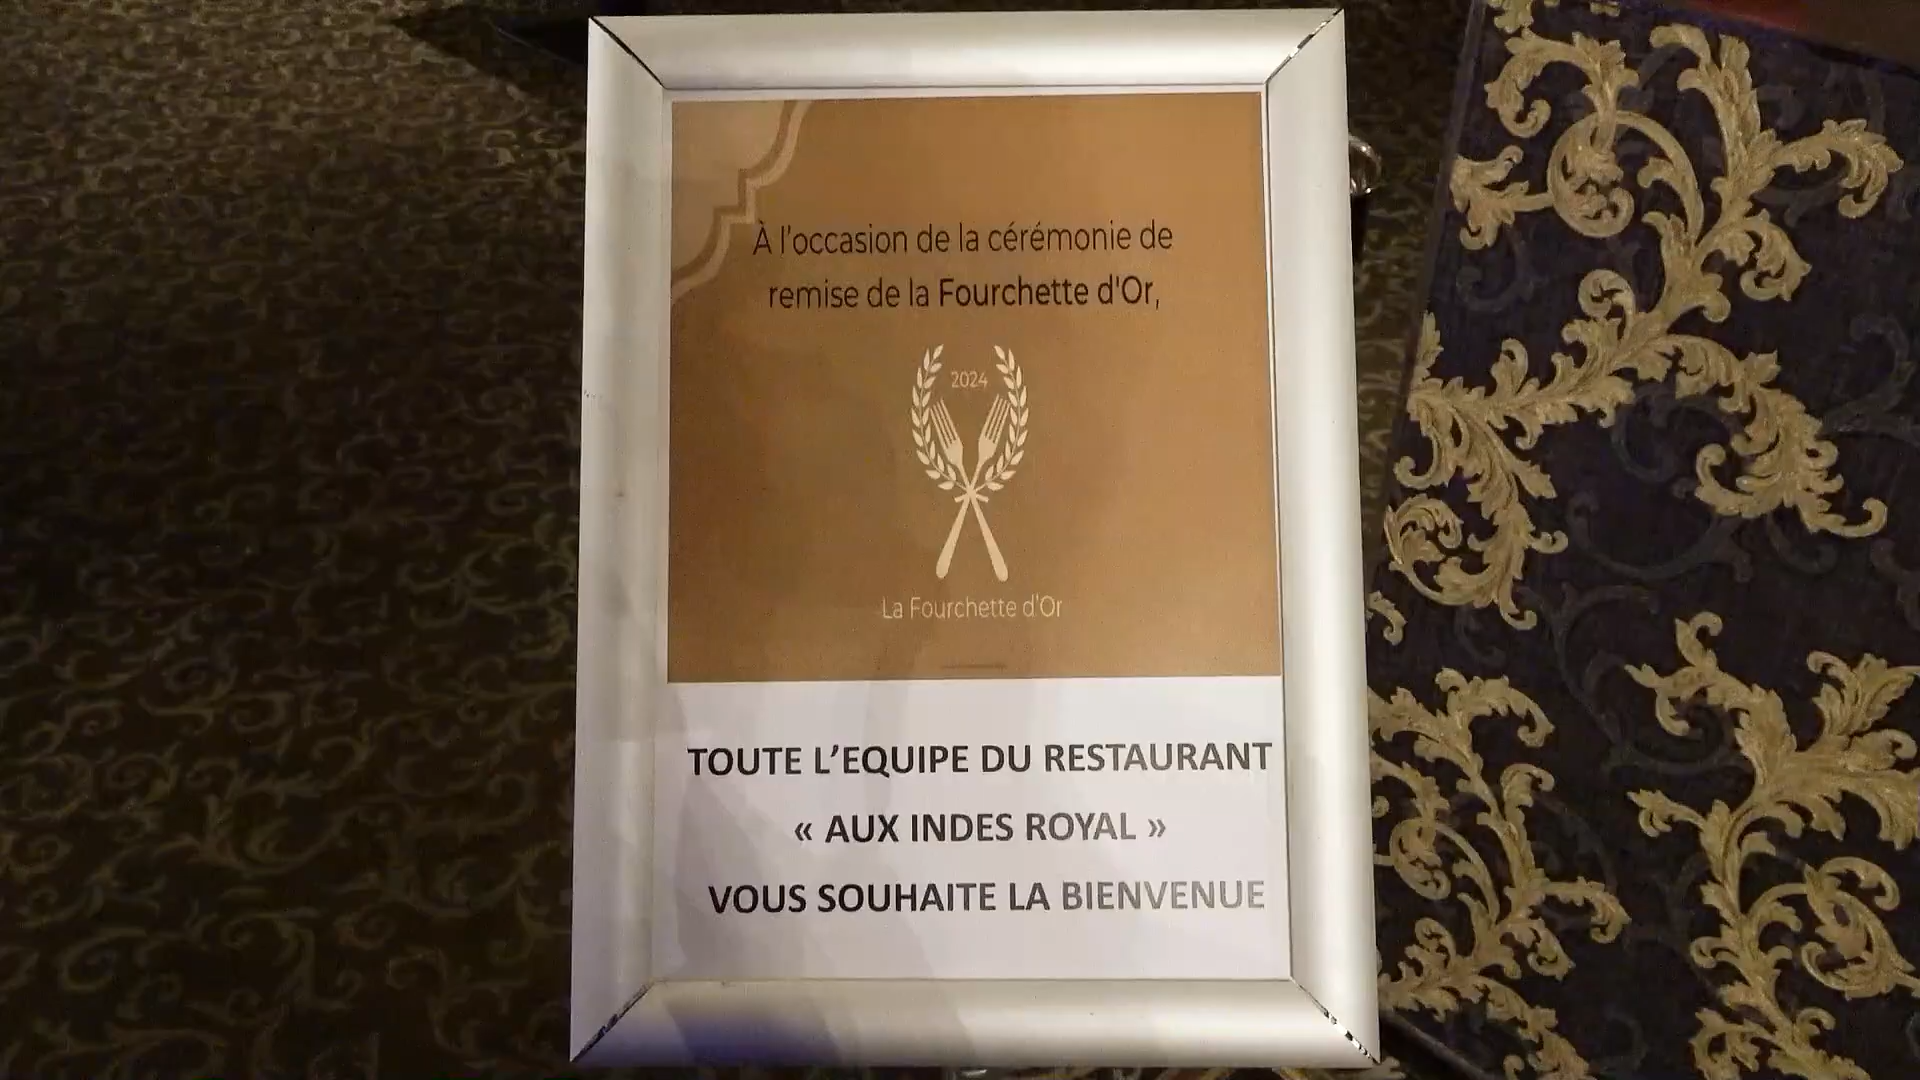 À l'occasion de la cérémonie de
remise de la Fourchette d'Or,
2024
La Fourchette d'Or
TOUTE L'EQUIPE DU RESTAURANT
« AUX INDES ROYAL »
VOUS SOUHAITE LA BIENVENUE